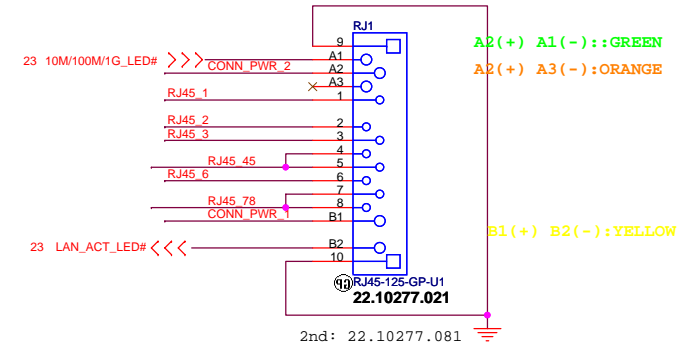 RJ1
9
A2(+) A1(-)::GREEN
23 10M/100M/1G_LED#
A1
CONN_PWR_2
A2
A2(+) A3(-):ORANGE
A3
RJ45_1
1
RJ45_2
2
RJ45_3
3
4
RJ45_45
5
RJ45_6
6
7
RJ45_78
8
CONN_PWR_1
B1
B1(+) B2(-):YELLOW
23 LAN_ACT_LED#
B2
10
GP
RJ45-125-GP-U1
22.10277.021
2nd: 22.10277.081